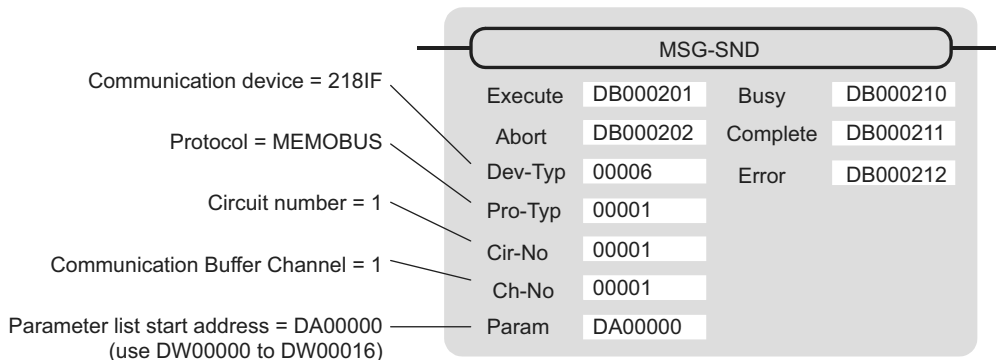 MSG-SND
Communication device = 218IF
Protocol = MEMOBUS
Circuit number = 1
Communication Buffer Channel = 1
Parameter list start address = DA00000
(use DW00000 to DW00016)
Execute DB000201 Busy DB000210
Abort DB000202 Complete DB000211
Dev-Typ 00006 Error DB000212
Pro-Typ 00001
Cir-No 00001
Ch-No 00001
Param DA00000